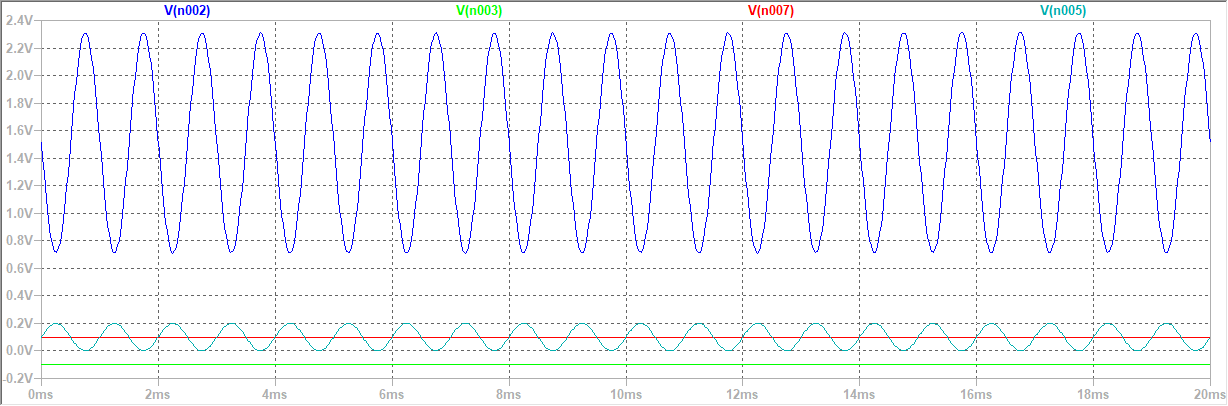 V(n002) V(n003) V(n007) V(n005)
2.4V
2.2V
2.0V
1.8V
1.6V
1.4V
1.2V
1.0V
0.8V
0.6V
0.4V
0.2V
0.0V
-0.2V
0ms 2ms 4ms 6ms 8ms 10ms 12ms 14ms 16ms 18ms 20ms